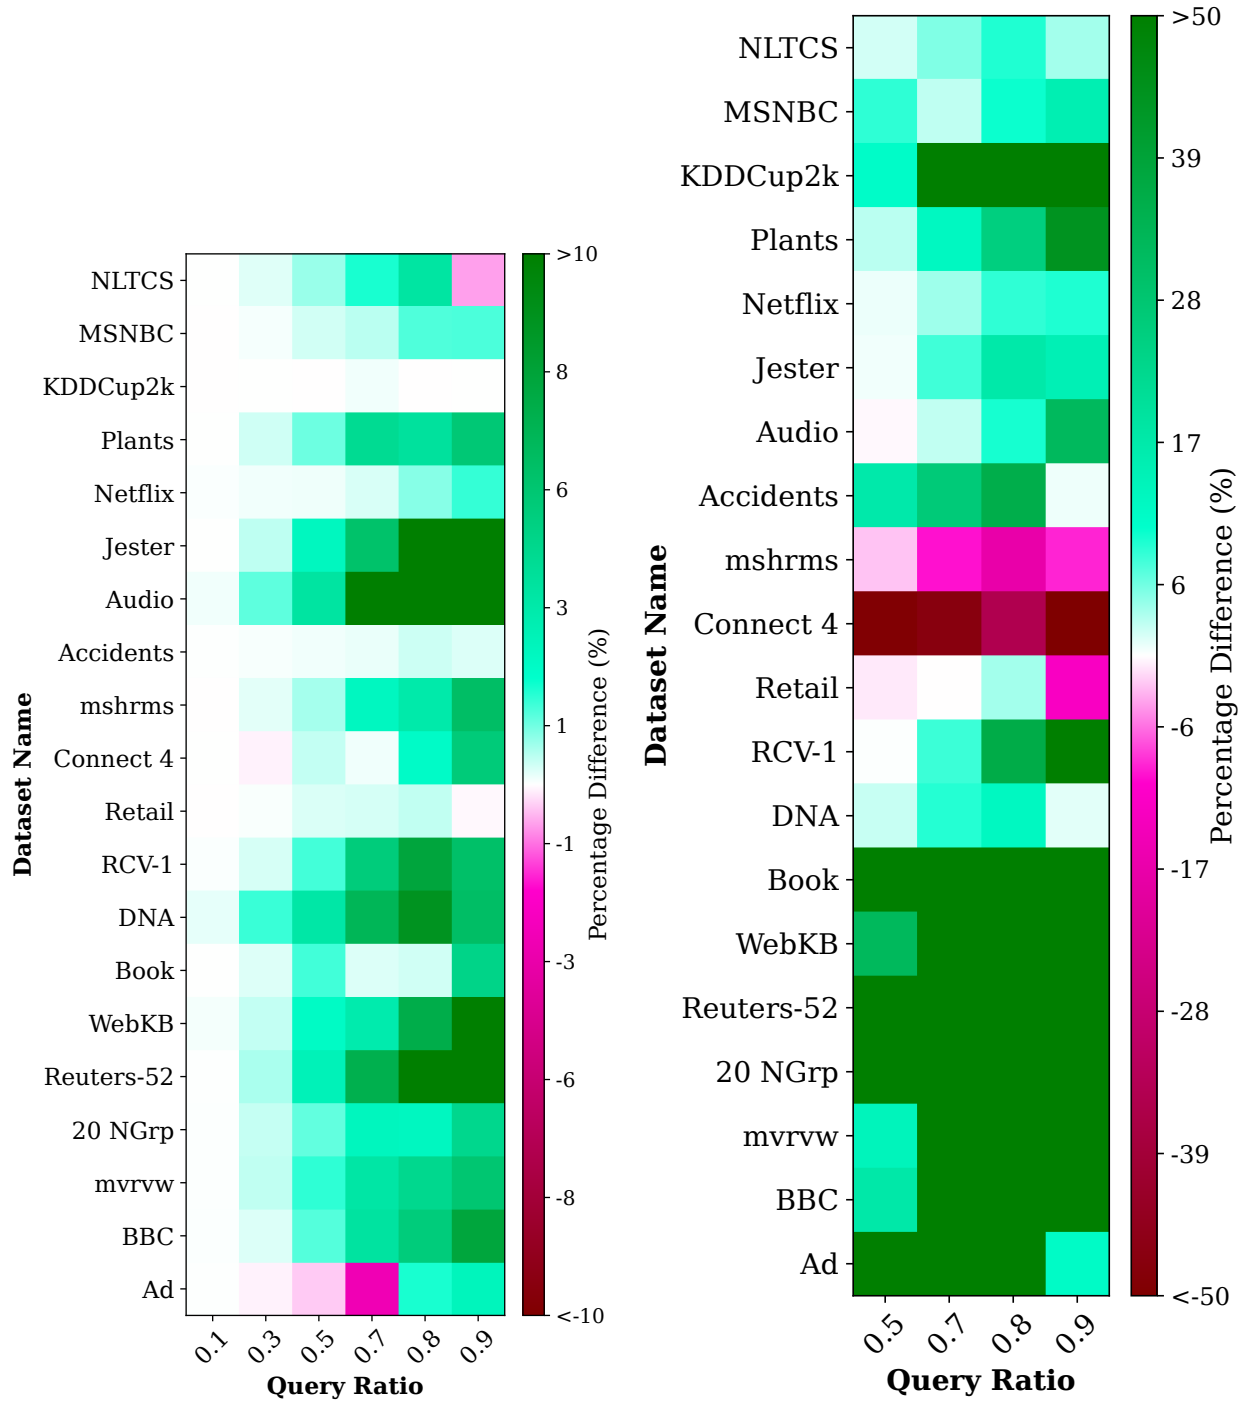 NLTCS
MSNBC
KDDCup2k
Plants
Netflix
Jester
Audio
Accidents
mshrms
Connect 4
Retail
RCV-1
DNA
Book
WebKB
Reuters-52
20 NGrp
mvrvw
BBC
Ad
Dataset Name
0.1
0.3
0.5
0.7
0.8
0.9
Query Ratio
>10
8
6
3
1
-1
-3
-6
-8
<-10
Percentage Difference (%)
NLTCS
MSNBC
KDDCup2k
Plants
Netflix
Jester
Audio
Accidents
mshrms
Connect 4
Retail
RCV-1
DNA
Book
WebKB
Reuters-52
20 NGrp
mvrvw
BBC
Ad
Dataset Name
0.5
0.7
0.8
0.9
Query Ratio
>50
39
28
17
6
-6
-17
-28
-39
<-50
Percentage Difference (%)